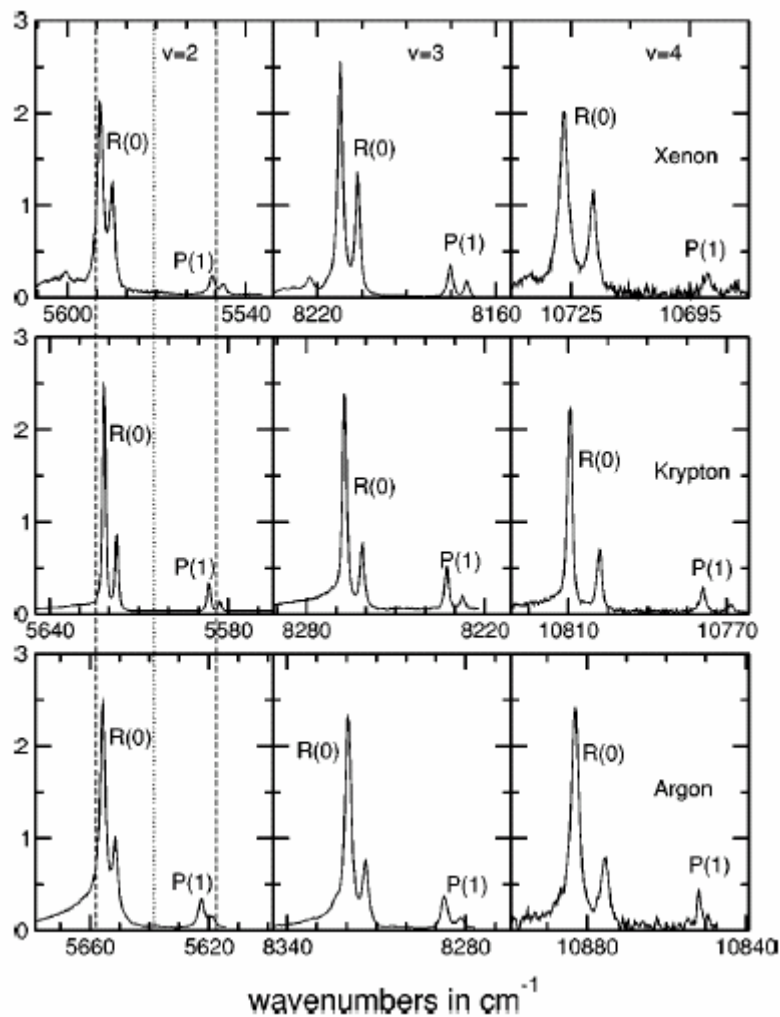 3
v=2
v=3
v=4
2
R(0)
R(0)
R(0)
Xenon
1
P(1)
P(1)
P(1)
0
5600
5540
8220
8160
10725
10695
3
2
R(0)
R(0)
R(0)
Krypton
1
P(1)
P(1)
P(1)
0
5640
5580
8280
8220
10810
10770
3
2
R(0)
R(0)
R(0)
Argon
1
P(1)
P(1)
P(1)
0
5660
5620
8340
8280
10880
10840
wavenumbers in cm⁻¹